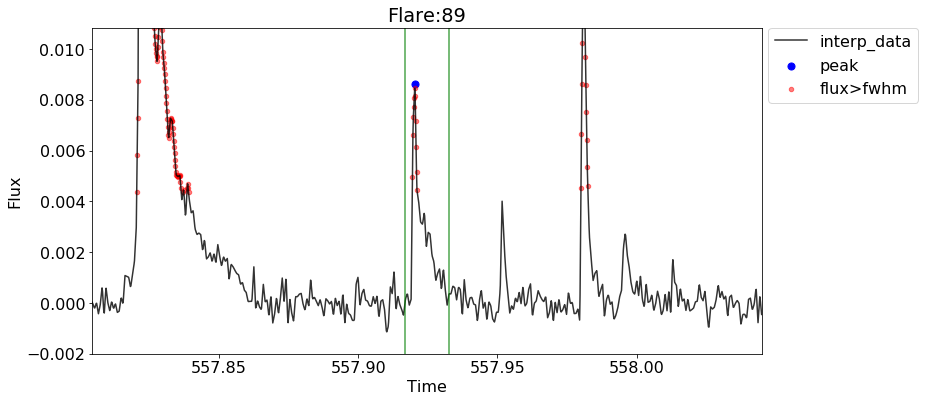 Flare:89
0.010
0.008
0.006
0.004
0.002
0.000
−0.002
Flux
557.85 557.90 557.95 558.00
Time
interp_data
peak
flux>fwhm